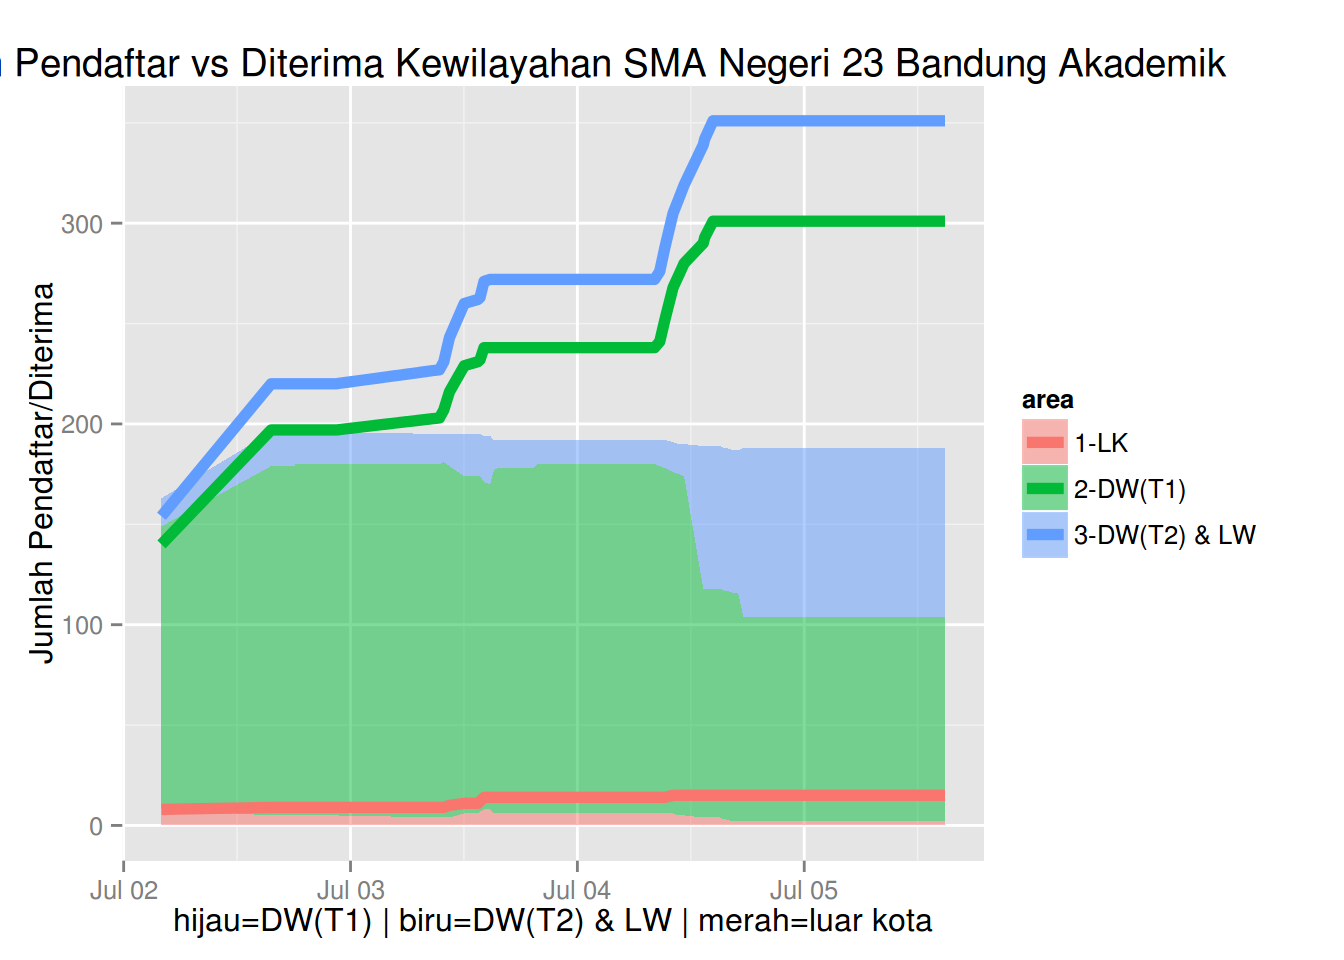 Pendaftar vs Diterima Kewilayahan SMA Negeri 23 Bandung Akademik
Jumlah Pendaftar/Diterima
300
200
100
0
Jul 02
Jul 03
Jul 04
Jul 05
hijau=DW(T1) | biru=DW(T2) & LW | merah=luar kota
area
1-LK
2-DW(T1)
3-DW(T2) & LW